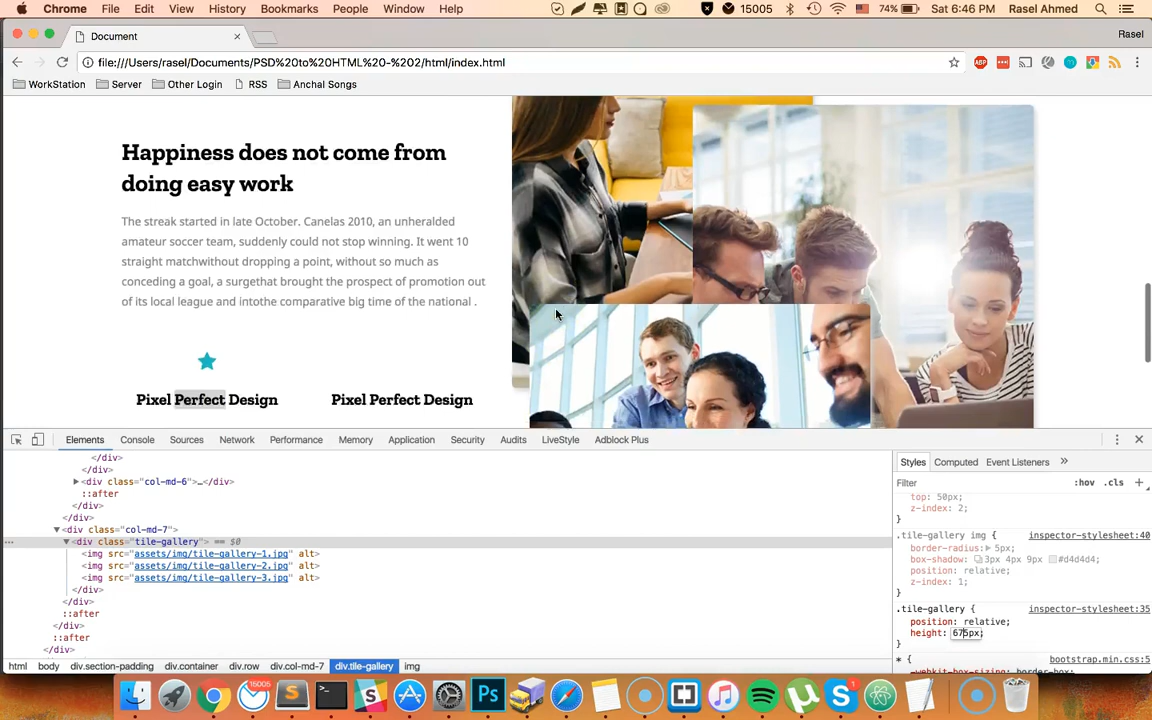 Chrome File Edit View History Bookmarks People Window Help 15005 74% Sat 6:46 PM Rasel Ahmed
Document Rasel
file:///Users/rasel/Documents/PSD%20to%20HTML%20-%202/html/index.html ABP
WorkStation Server Other Login RSS Anchal Songs
Happiness does not come from
doing easy work
The streak started in late October. Canelas 2010, an unheralded
amateur soccer team, suddenly could not stop winning. It went 10
straight matchwithout dropping a point, without so much as
conceding a goal, a surgethat brought the prospect of promotion out
of its local league and intothe comparative big time of the national .
Pixel Perfect Design Pixel Perfect Design
Elements Console Sources Network Performance Memory Application Security Audits LiveStyle Adblock Plus
</div>
</div>
<div class="col-md-6">…</div>
::after
</div>
</div>
<div class="col-md-7">
<div class="tile-gallery"> == $0
<img src="assets/img/tile-gallery-1.jpg" alt>
<img src="assets/img/tile-gallery-2.jpg" alt>
<img src="assets/img/tile-gallery-3.jpg" alt>
</div>
</div>
::after
</div>
::after
</div>
html body div.section-padding div.container div.row div.col-md-7 div.tile-gallery img
Styles Computed Event Listeners »
Filter :hov .cls +
top: 50px;
z-index: 2;
}
.tile-gallery img inspector-stylesheet:40
border-radius: 5px;
box-shadow: 3px 4px 9px #d4d4d4;
position: relative;
z-index: 1;
}
.tile-gallery { inspector-stylesheet:35
position: relative;
height: 675px;
}
* { bootstrap.min.css:5
-webkit-box-sizing: border-box;
15005
Ps
1